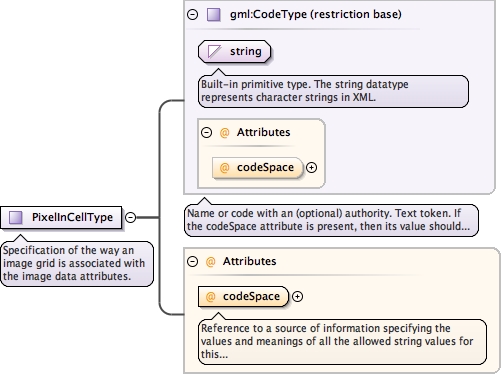 gml:CodeType (restriction base)
string
Built-in primitive type. The string datatype
represents character strings in XML.
@ Attributes
@ codeSpace
PixelInCellType
Specification of the way an
image grid is associated with
the image data attributes.
Name or code with an (optional) authority. Text token. If
the codeSpace attribute is present, then its value should...
@ Attributes
@ codeSpace
Reference to a source of information specifying the
values and meanings of all the allowed string values for
this...